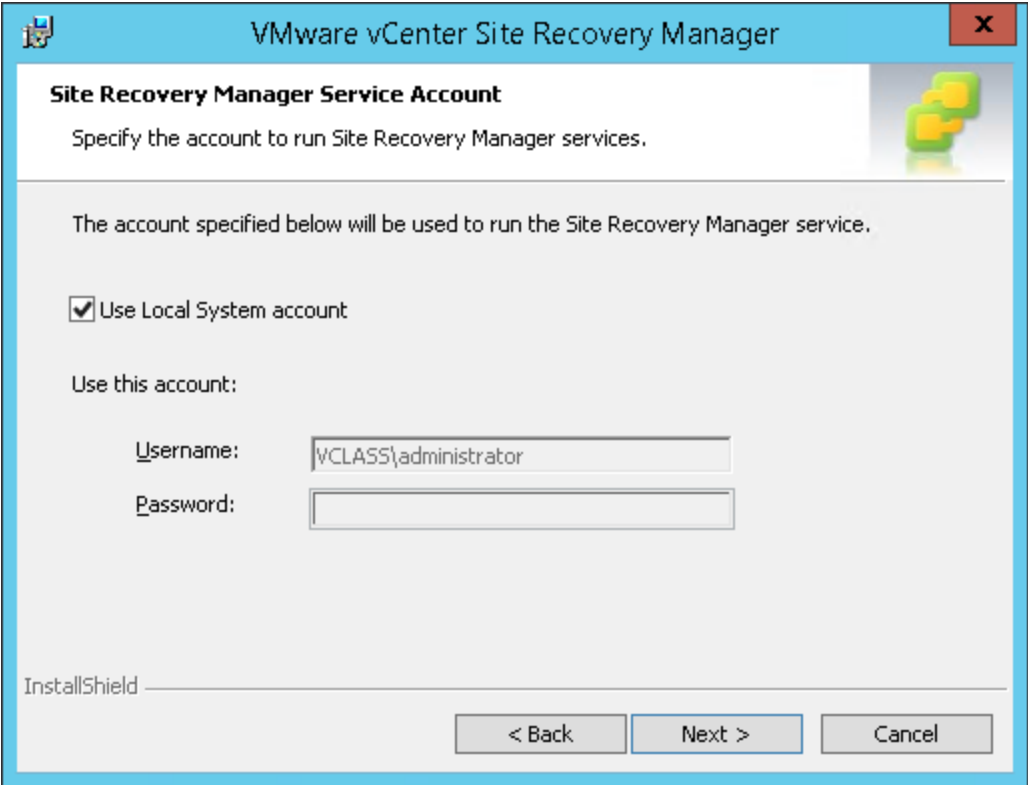 VMware vCenter Site Recovery Manager
x
Site Recovery Manager Service Account
Specify the account to run Site Recovery Manager services.
The account specified below will be used to run the Site Recovery Manager service.
Use Local System account
Use this account:
Username:
VCLASS\administrator
Password:
InstallShield
< Back
Next >
Cancel